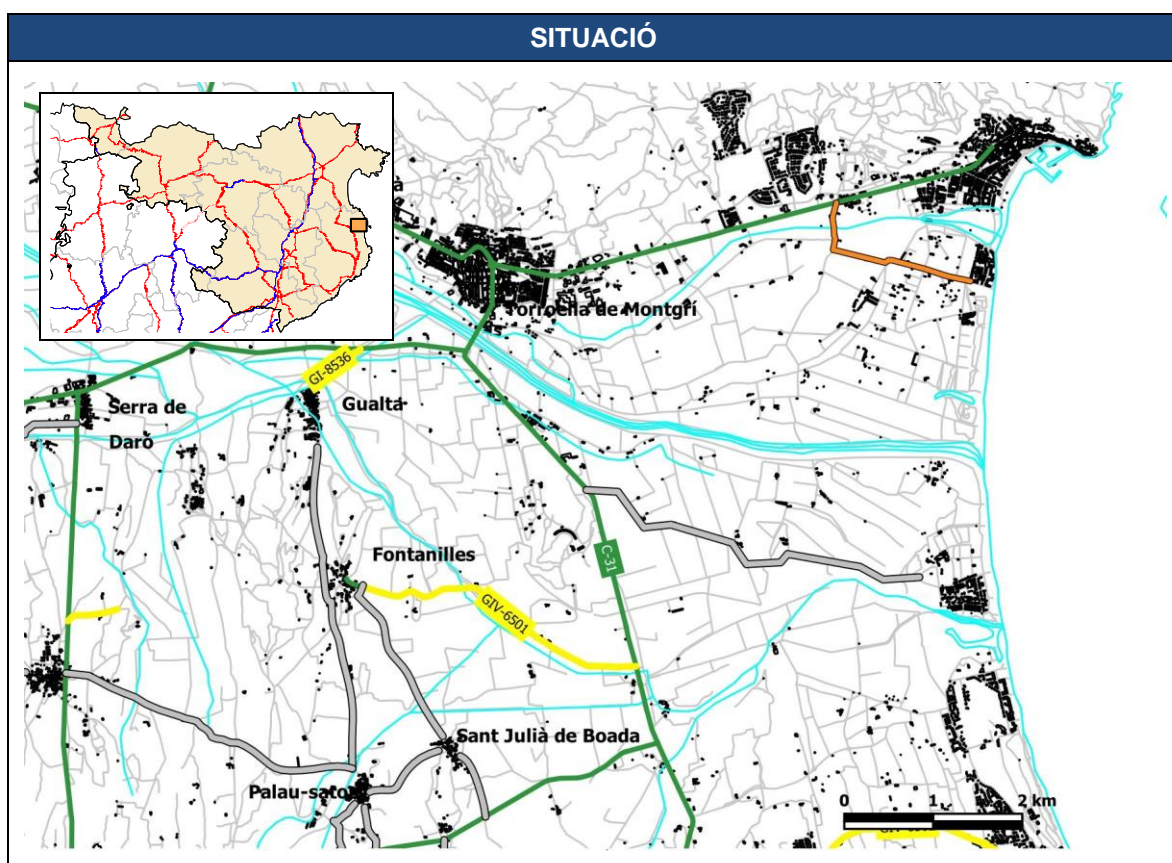 SITUACIÓ
Torroella de Montgrí
GI-8536
Gualta
Serra de
Daró
Fontanilles
C-31
GIV-6501
Sant Julià de Boada
Palau-sator
0 1 2 km